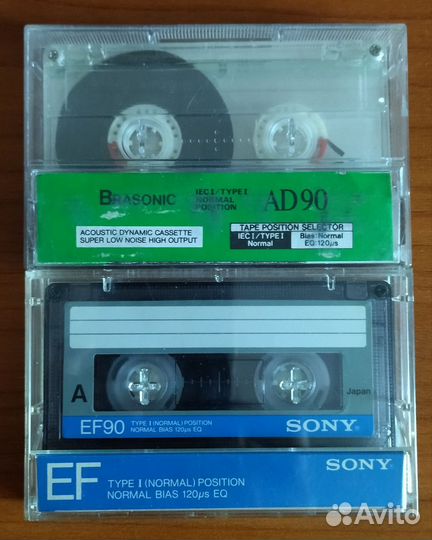 BRASONIC IEC I/TYPE I NORMAL POSITION AD90
ACOUSTIC DYNAMIC CASSETTE
SUPER LOW NOISE HIGH OUTPUT
TAPE POSITION SELECTOR
IEC I/TYPE I Normal
Bias:Normal EQ:120µs
A
Japan
EF90 TYPE I (NORMAL) POSITION NORMAL BIAS 120µs EQ SONY
EF TYPE I (NORMAL) POSITION NORMAL BIAS 120µs EQ SONY
Avito